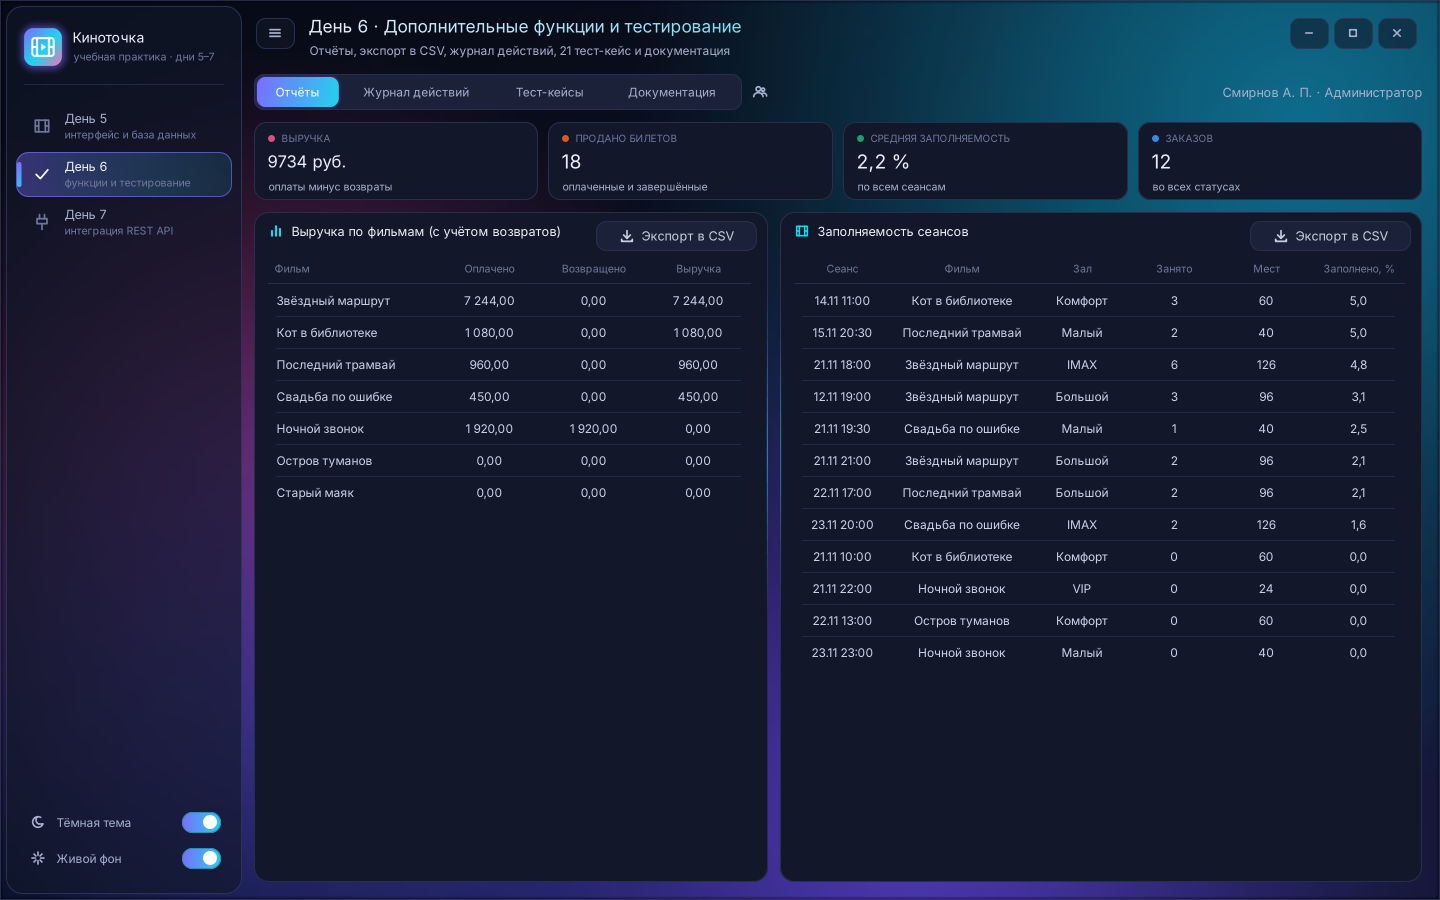 Киноточка
учебная практика · дни 5–7
День 5
интерфейс и база данных
День 6
функции и тестирование
День 7
интеграция REST API
Тёмная тема
Живой фон
День 6 · Дополнительные функции и тестирование
Отчёты, экспорт в CSV, журнал действий, 21 тест-кейс и документация
Отчёты Журнал действий Тест-кейсы Документация
Смирнов А. П. · Администратор
ВЫРУЧКА
9734 руб.
оплаты минус возвраты
ПРОДАНО БИЛЕТОВ
18
оплаченные и завершённые
СРЕДНЯЯ ЗАПОЛНЯЕМОСТЬ
2,2 %
по всем сеансам
ЗАКАЗОВ
12
во всех статусах
Выручка по фильмам (с учётом возвратов) Экспорт в CSV
Фильм Оплачено Возвращено Выручка
Звёздный маршрут 7 244,00 0,00 7 244,00
Кот в библиотеке 1 080,00 0,00 1 080,00
Последний трамвай 960,00 0,00 960,00
Свадьба по ошибке 450,00 0,00 450,00
Ночной звонок 1 920,00 1 920,00 0,00
Остров туманов 0,00 0,00 0,00
Старый маяк 0,00 0,00 0,00
Заполняемость сеансов Экспорт в CSV
Сеанс Фильм Зал Занято Мест Заполнено, %
14.11 11:00 Кот в библиотеке Комфорт 3 60 5,0
15.11 20:30 Последний трамвай Малый 2 40 5,0
21.11 18:00 Звёздный маршрут IMAX 6 126 4,8
12.11 19:00 Звёздный маршрут Большой 3 96 3,1
21.11 19:30 Свадьба по ошибке Малый 1 40 2,5
21.11 21:00 Звёздный маршрут Большой 2 96 2,1
22.11 17:00 Последний трамвай Большой 2 96 2,1
23.11 20:00 Свадьба по ошибке IMAX 2 126 1,6
21.11 10:00 Кот в библиотеке Комфорт 0 60 0,0
21.11 22:00 Ночной звонок VIP 0 24 0,0
22.11 13:00 Остров туманов Комфорт 0 60 0,0
23.11 23:00 Ночной звонок Малый 0 40 0,0